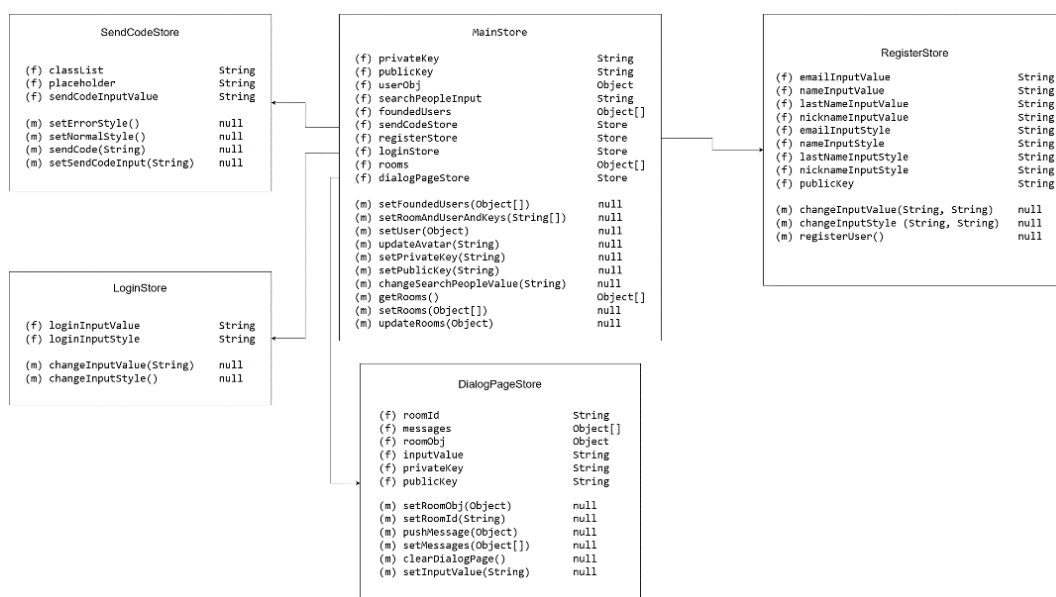 SendCodeStore
(f) classList String
(f) placeholder String
(f) sendCodeInputValue String
(m) setErrorStyle() null
(m) setNormalStyle() null
(m) sendCode(String) null
(m) setSendCodeInput(String) null
MainStore
(f) privateKey String
(f) publicKey String
(f) userObj Object
(f) searchPeopleInput String
(f) foundedUsers Object[]
(f) sendCodeStore Store
(f) registerStore Store
(f) loginStore Store
(f) rooms Object[]
(f) dialogPageStore Store
(m) setFoundedUsers(Object[]) null
(m) setRoomAndUserAndKeys(String[]) null
(m) setUser(Object) null
(m) updateAvatar(String) null
(m) setPrivateKey(String) null
(m) setPublicKey(String) null
(m) changeSearchPeopleValue(String) null
(m) getRooms() Object[]
(m) setRooms(Object[]) null
(m) updateRooms(Object) null
RegisterStore
(f) emailInputValue String
(f) nameInputValue String
(f) lastNameInputValue String
(f) nicknameInputValue String
(f) emailInputStyle String
(f) nameInputStyle String
(f) lastNameInputStyle String
(f) nicknameInputStyle String
(f) publicKey String
(m) changeInputValue(String, String) null
(m) changeInputStyle (String, String) null
(m) registerUser() null
LoginStore
(f) loginInputValue String
(f) loginInputStyle String
(m) changeInputValue(String) null
(m) changeInputStyle() null
DialogPageStore
(f) roomId String
(f) messages Object[]
(f) roomObj Object
(f) inputValue String
(f) privateKey String
(f) publicKey String
(m) setRoomObj(Object) null
(m) setRoomId(String) null
(m) pushMessage(Object) null
(m) setMessages(Object[]) null
(m) clearDialogPage() null
(m) setInputValue(String) null